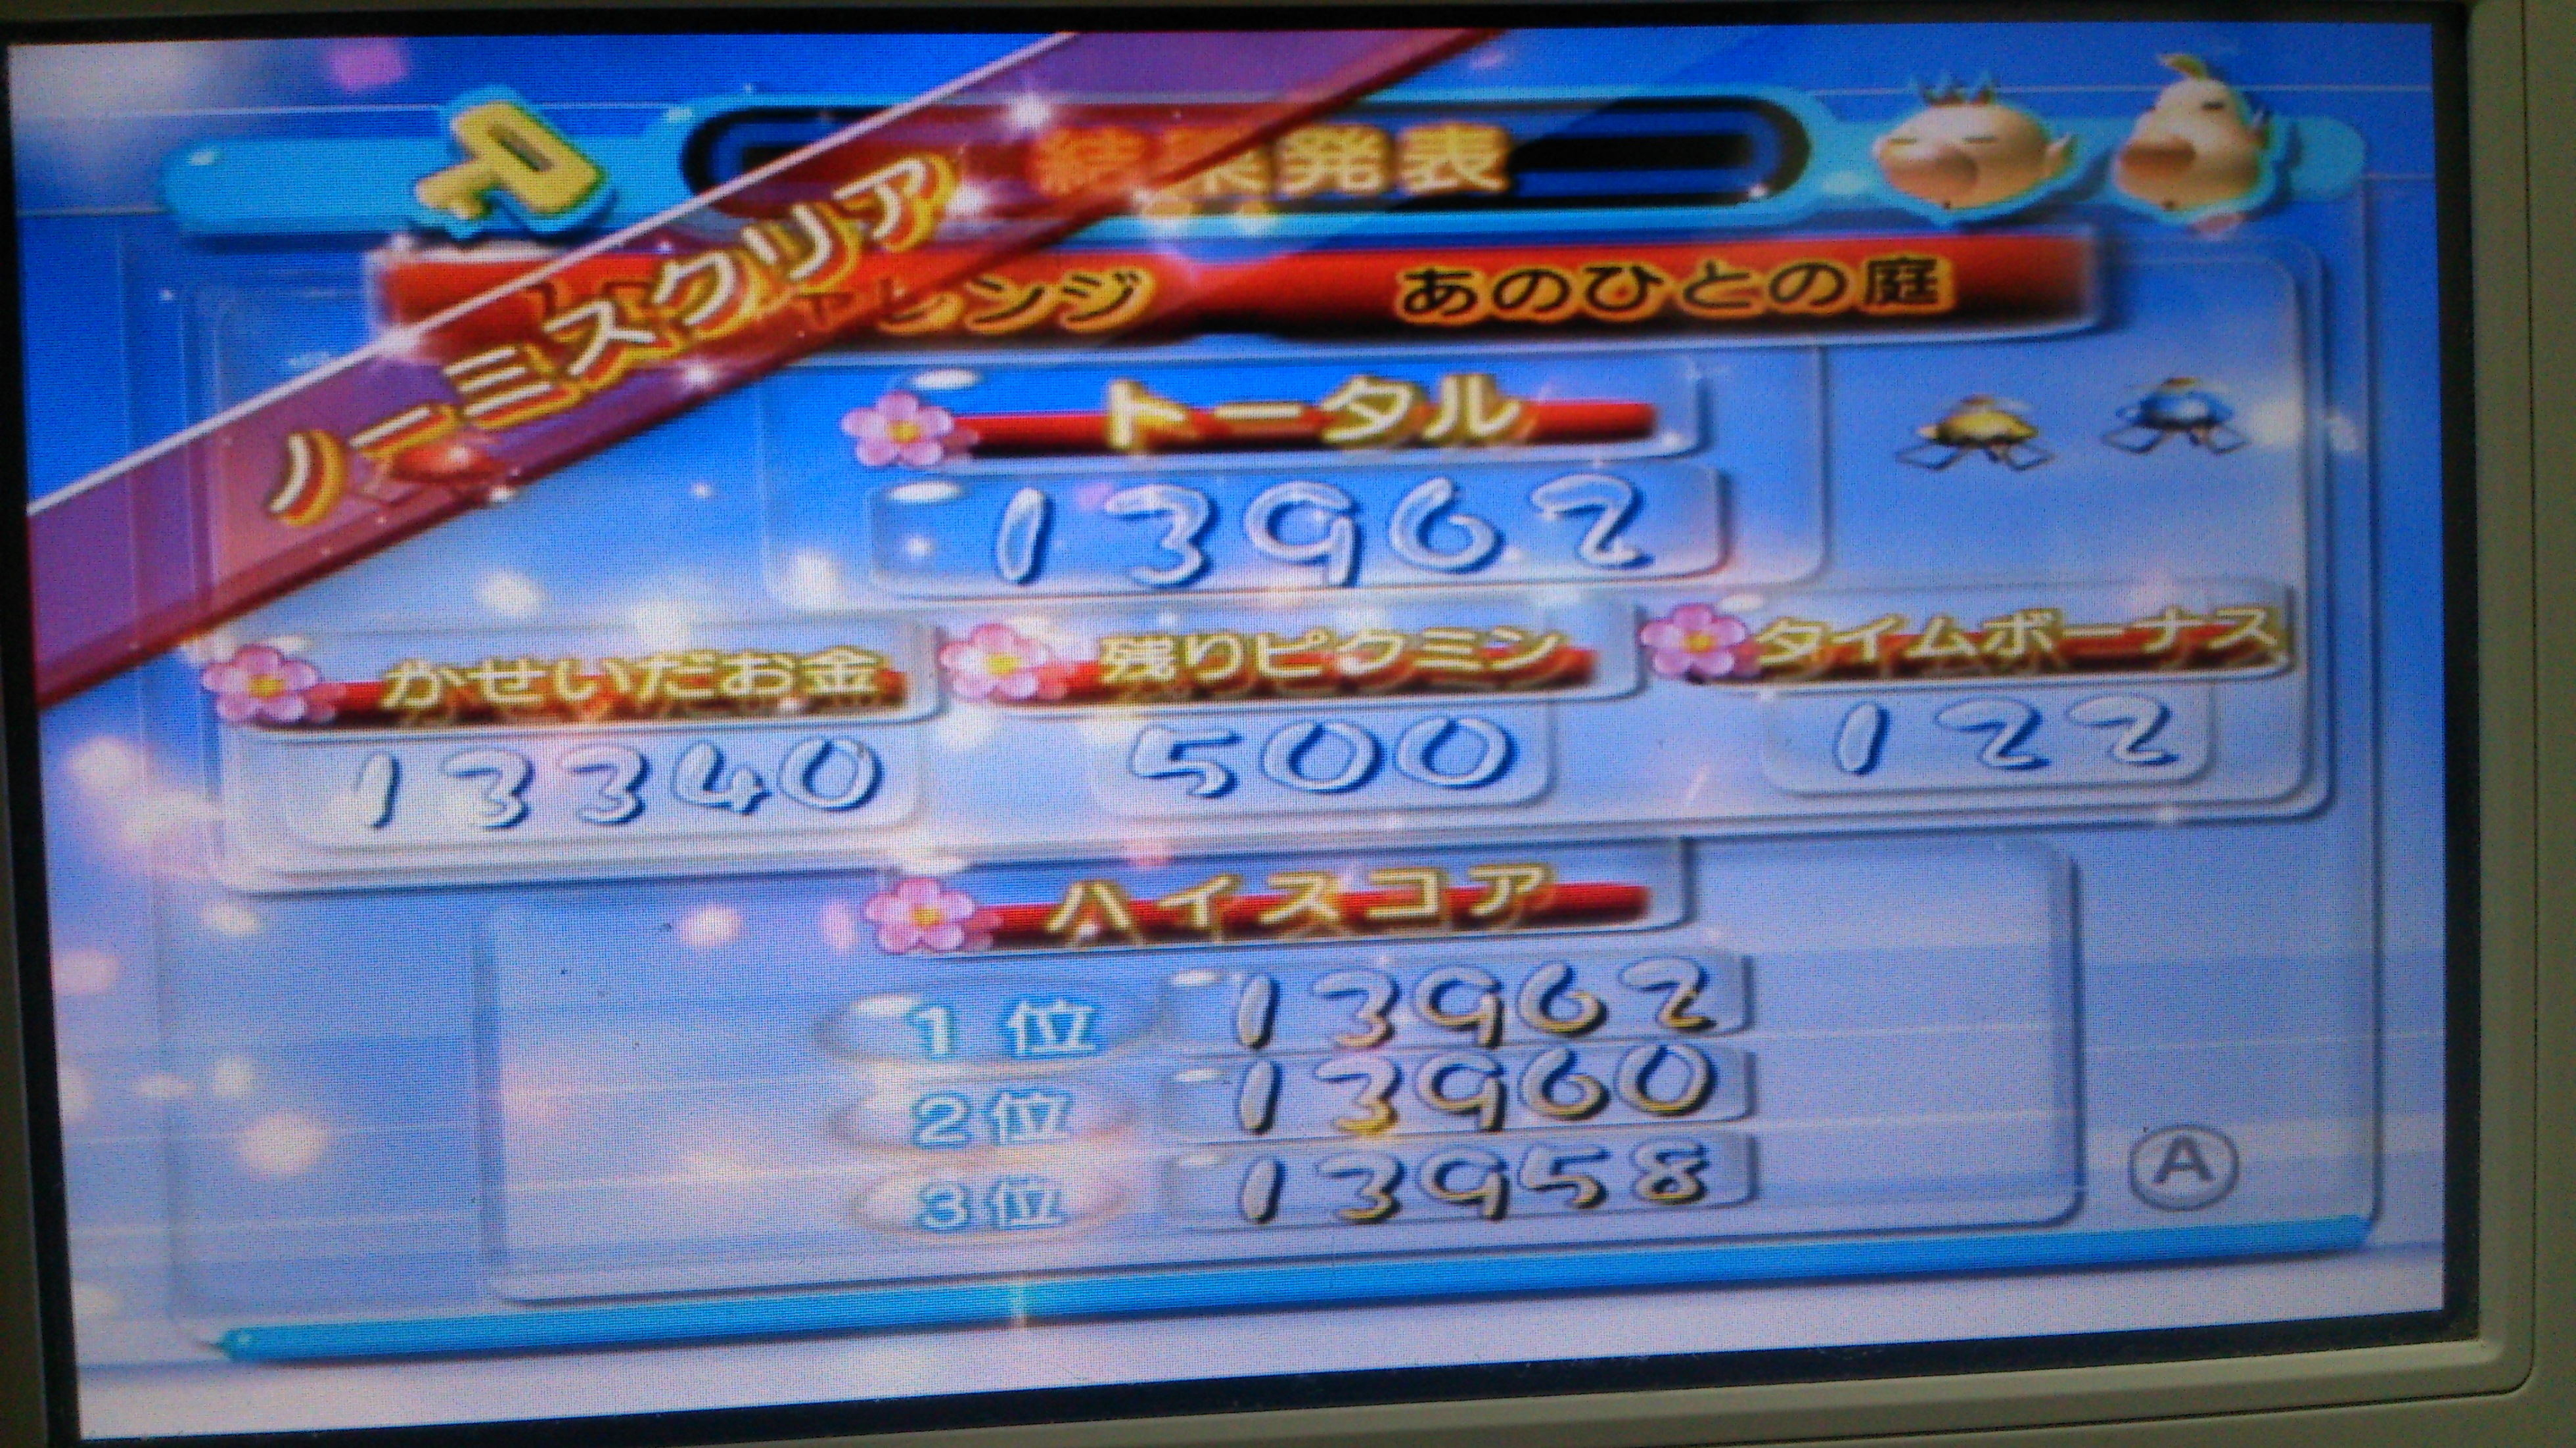 結果発表
ノーミスクリア
ャレンジ あのひとの庭
トータル
13962
かせいだお金 残りピクミン タイムボーナス
13340 500 122
ハイスコア
1位 13962
2位 13960
3位 13958
A